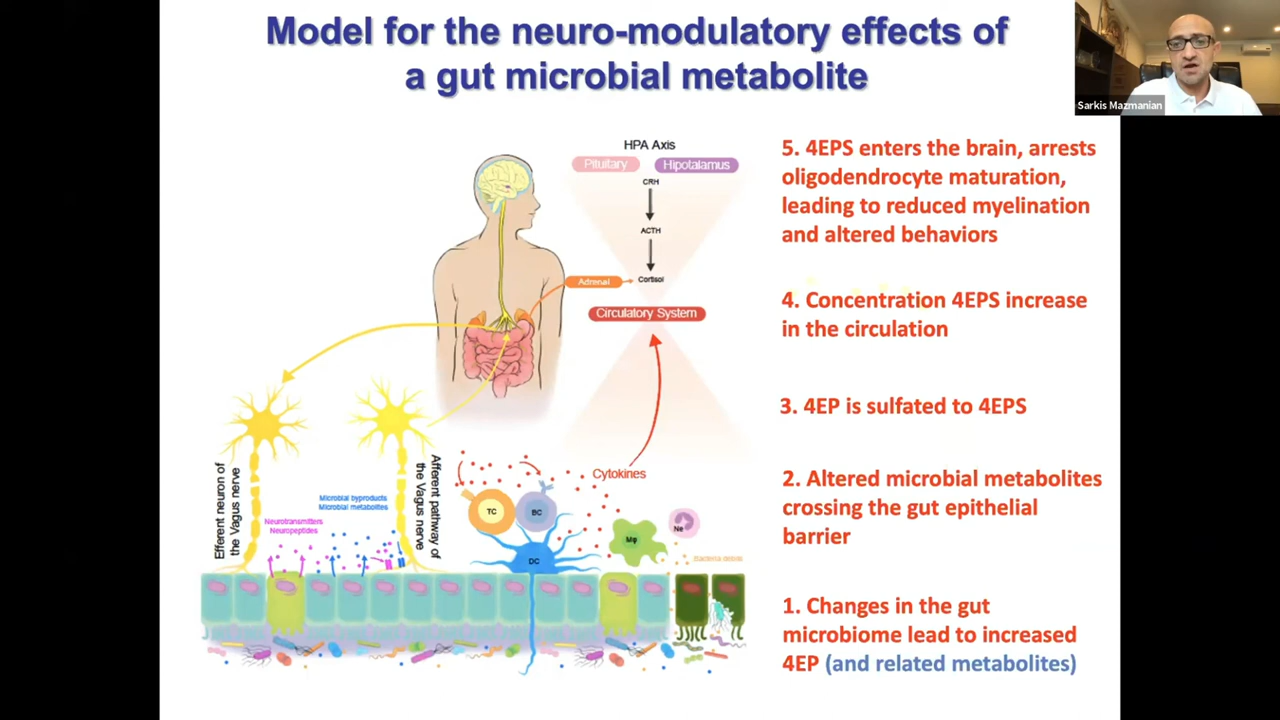 Model for the neuro-modulatory effects of
a gut microbial metabolite
Sarkis Mazmanian
HPA Axis
Pituitary
Hipotalamus
CRH
ACTH
Cortisol
Adrenal
Circulatory System
Cytokines
Efferent neuron of
the Vagus nerve
Afferent pathway of
the Vagus nerve
Microbial byproducts
Microbial metabolites
Neurotransmitters
Neuropeptides
TC
BC
DC
Mφ
Ne
Bacteria debris
5. 4EPS enters the brain, arrests
oligodendrocyte maturation,
leading to reduced myelination
and altered behaviors
4. Concentration 4EPS increase
in the circulation
3. 4EP is sulfated to 4EPS
2. Altered microbial metabolites
crossing the gut epithelial
barrier
1. Changes in the gut
microbiome lead to increased
4EP (and related metabolites)